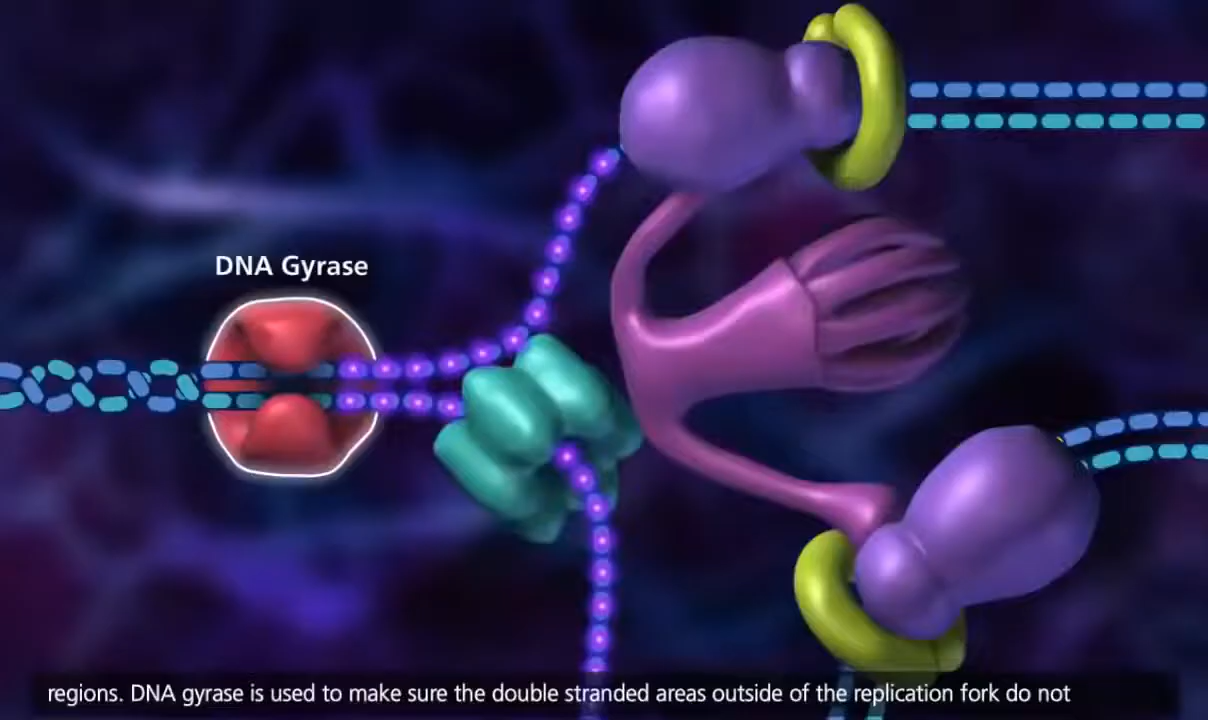 DNA Gyrase
regions. DNA gyrase is used to make sure the double stranded areas outside of the replication fork do not